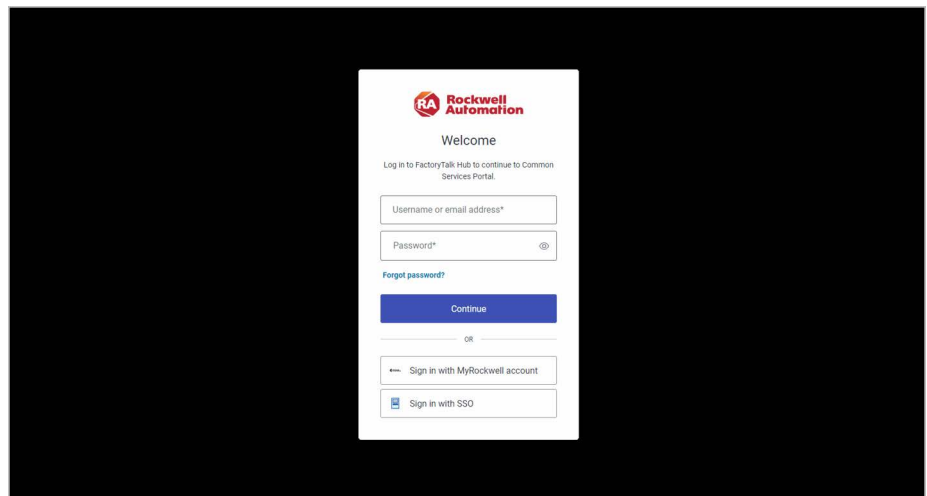 RA
Rockwell
Automation
Welcome
Log in to FactoryTalk Hub to continue to Common
Services Portal.
Username or email address*
Password*
Forgot password?
Continue
OR
Sign in with MyRockwell account
Sign in with SSO